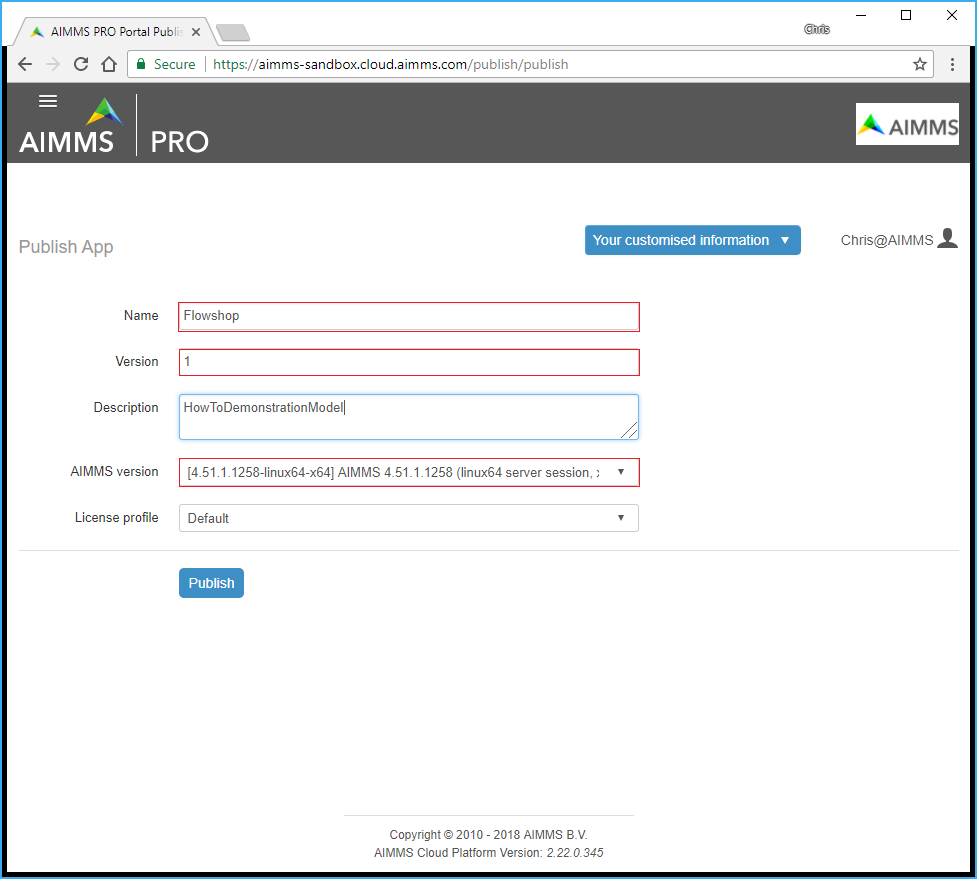 AIMMS PRO Portal Publis
Chris
Secure https://aimms-sandbox.cloud.aimms.com/publish/publish
AIMMS PRO
AIMMS
Publish App
Your customised information
Chris@AIMMS
Name Flowshop
Version 1
Description HowToDemonstrationModel
AIMMS version [4.51.1.1258-linux64-x64] AIMMS 4.51.1.1258 (linux64 server session, x
License profile Default
Publish
Copyright © 2010 - 2018 AIMMS B.V.
AIMMS Cloud Platform Version: 2.22.0.345